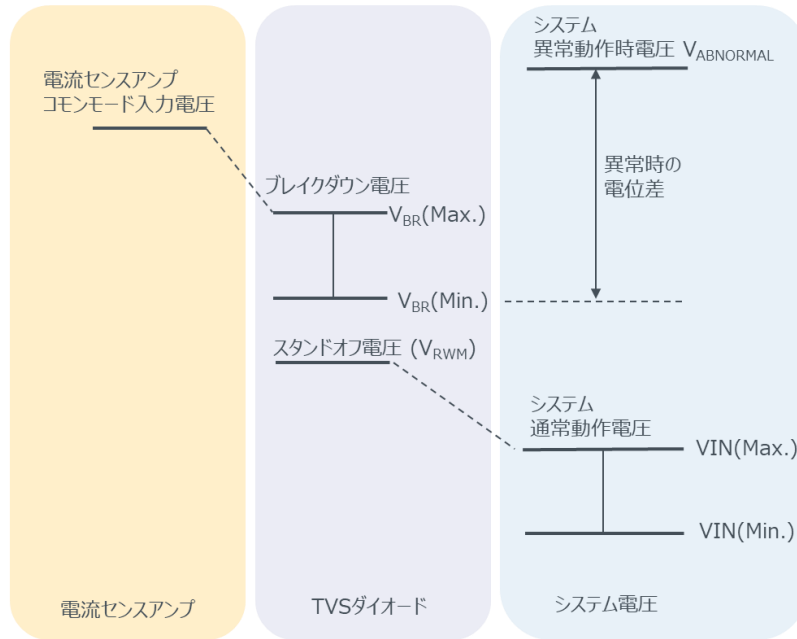 電流センスアンプ
コモンモード入力電圧
ブレイクダウン電圧
V_BR(Max.)
V_BR(Min.)
スタンドオフ電圧 (V_RWM)
システム
異常動作時電圧 V_ABNORMAL
異常時の
電位差
システム
通常動作電圧
VIN(Max.)
VIN(Min.)
電流センスアンプ
TVSダイオード
システム電圧